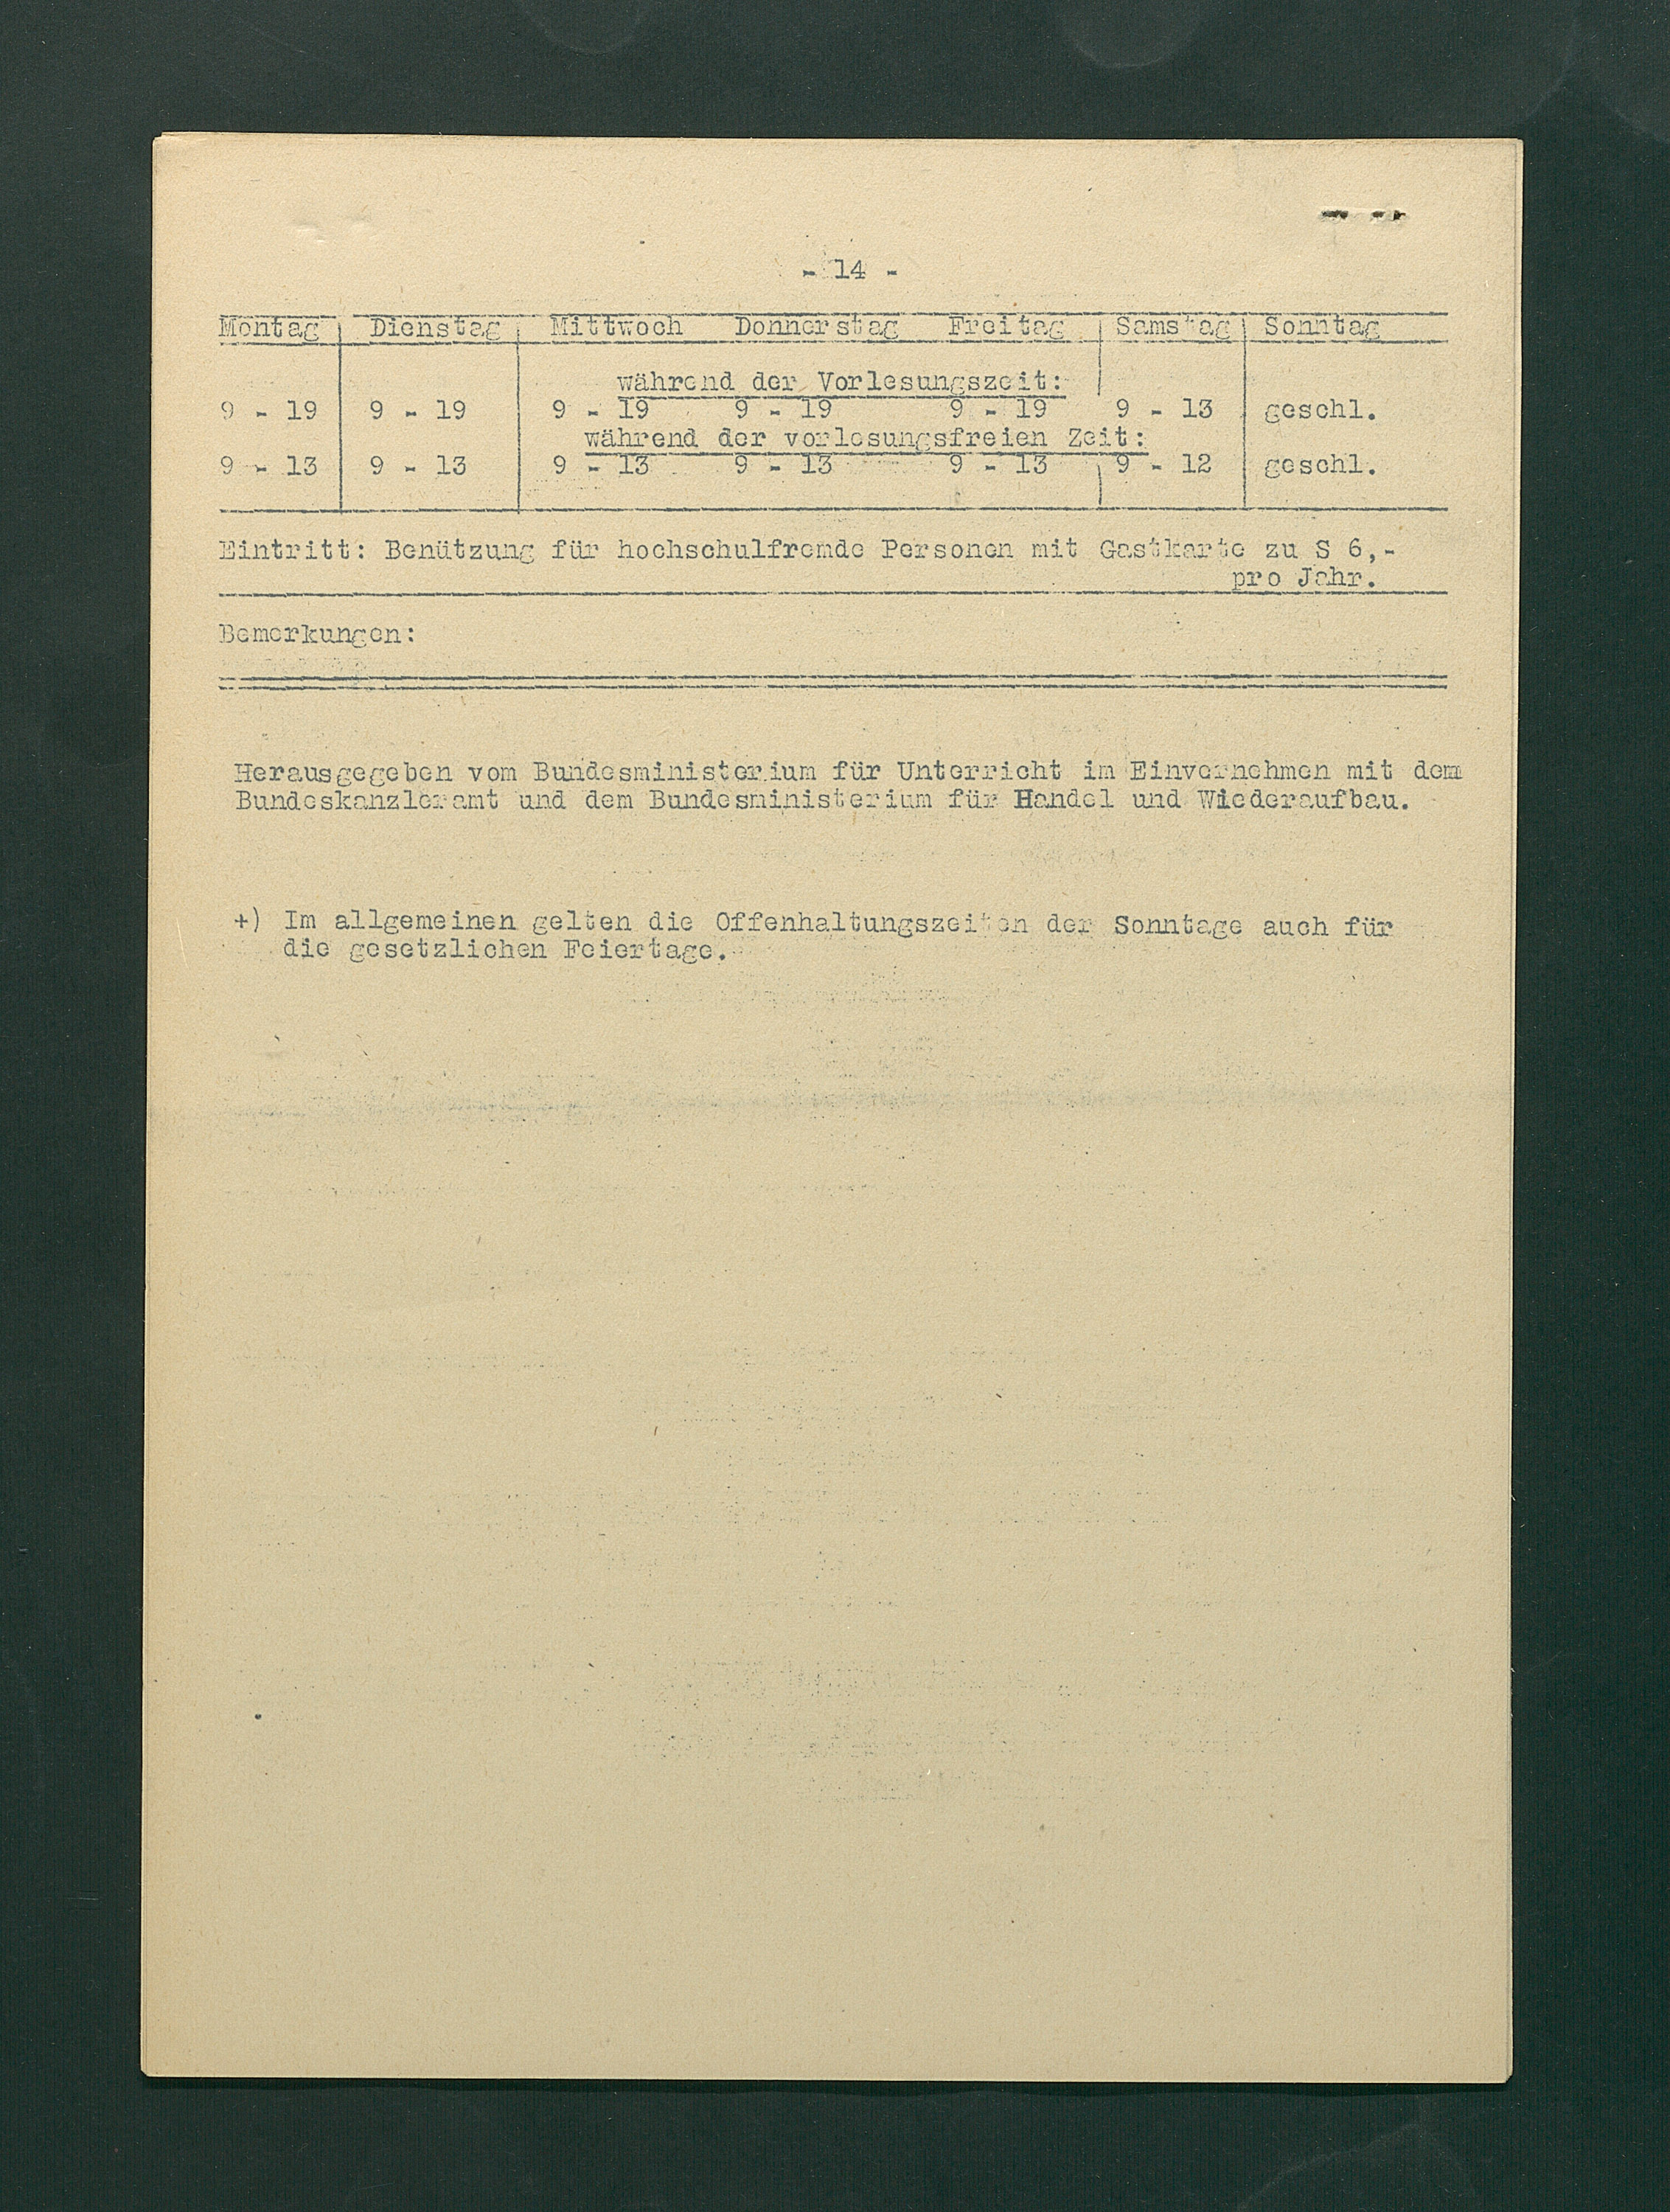 - 14 -
Montag Dienstag Mittwoch Donnerstag Freitag Samstag Sonntag
während der Vorlesungszeit:
9 - 19 9 - 19 9 - 19 9 - 19 9 - 19 9 - 13 geschl.
während der vorlesungsfreien Zeit:
9 - 13 9 - 13 9 - 13 9 - 13 9 - 13 9 - 12 geschl.
Eintritt: Benützung für hochschulfremde Personen mit Gastkarte zu S 6,-
pro Jahr.
Bemerkungen:
Herausgegeben vom Bundesministerium für Unterricht im Einvernehmen mit dem
Bundeskanzleramt und dem Bundesministerium für Handel und Wiederaufbau.
+) Im allgemeinen gelten die Offenhaltungszeiten der Sonntage auch für
die gesetzlichen Feiertage.